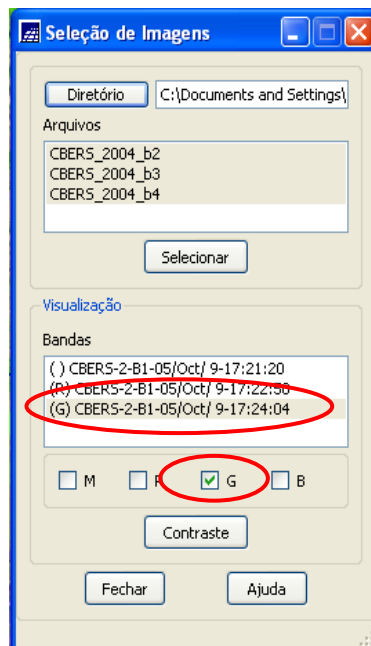 Seleção de Imagens
Diretório C:\Documents and Settings\
Arquivos
CBERS_2004_b2
CBERS_2004_b3
CBERS_2004_b4
Selecionar
Visualização
Bandas
( ) CBERS-2-B1-05/Oct/ 9-17:21:20
(R) CBERS-2-B1-05/Oct/ 9-17:22:58
(G) CBERS-2-B1-05/Oct/ 9-17:24:04
M R G B
Contraste
Fechar Ajuda